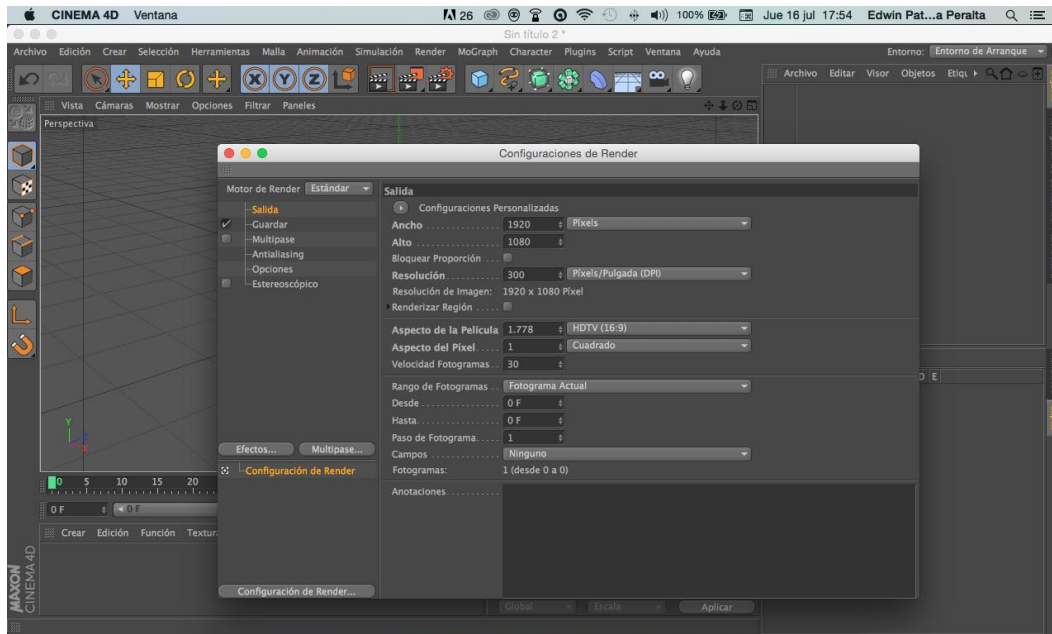 CINEMA 4D Ventana 26 100% Jue 16 jul 17:54 Edwin Pat...a Peralta
Sin título 2 *
Archivo Edición Crear Selección Herramientas Malla Animación Simulación Render MoGraph Character Plugins Script Ventana Ayuda Entorno: Entorno de Arranque
X Y Z
Archivo Editar Visor Objetos Etiqu
Vista Cámaras Mostrar Opciones Filtrar Paneles
Perspectiva
Configuraciones de Render
Motor de Render Estándar
Salida
Guardar
Multipase
Antialiasing
Opciones
Estereoscópico
Efectos... Multipase...
Configuración de Render
Configuración de Render...
Salida
Configuraciones Personalizadas
Ancho 1920 Píxels
Alto 1080
Bloquear Proporción
Resolución 300 Píxels/Pulgada (DPI)
Resolución de Imagen: 1920 x 1080 Píxel
Renderizar Región
Aspecto de la Película 1.778 HDTV (16:9)
Aspecto del Píxel 1 Cuadrado
Velocidad Fotogramas 30
Rango de Fotogramas Fotograma Actual
Desde 0 F
Hasta 0 F
Paso de Fotograma 1
Campos Ninguno
Fotogramas: 1 (desde 0 a 0)
Anotaciones
Y
X
0 5 10 15 20
0 F 0 F
Crear Edición Función Textur
MAXON
CINEMA 4D
Global Escala Aplicar